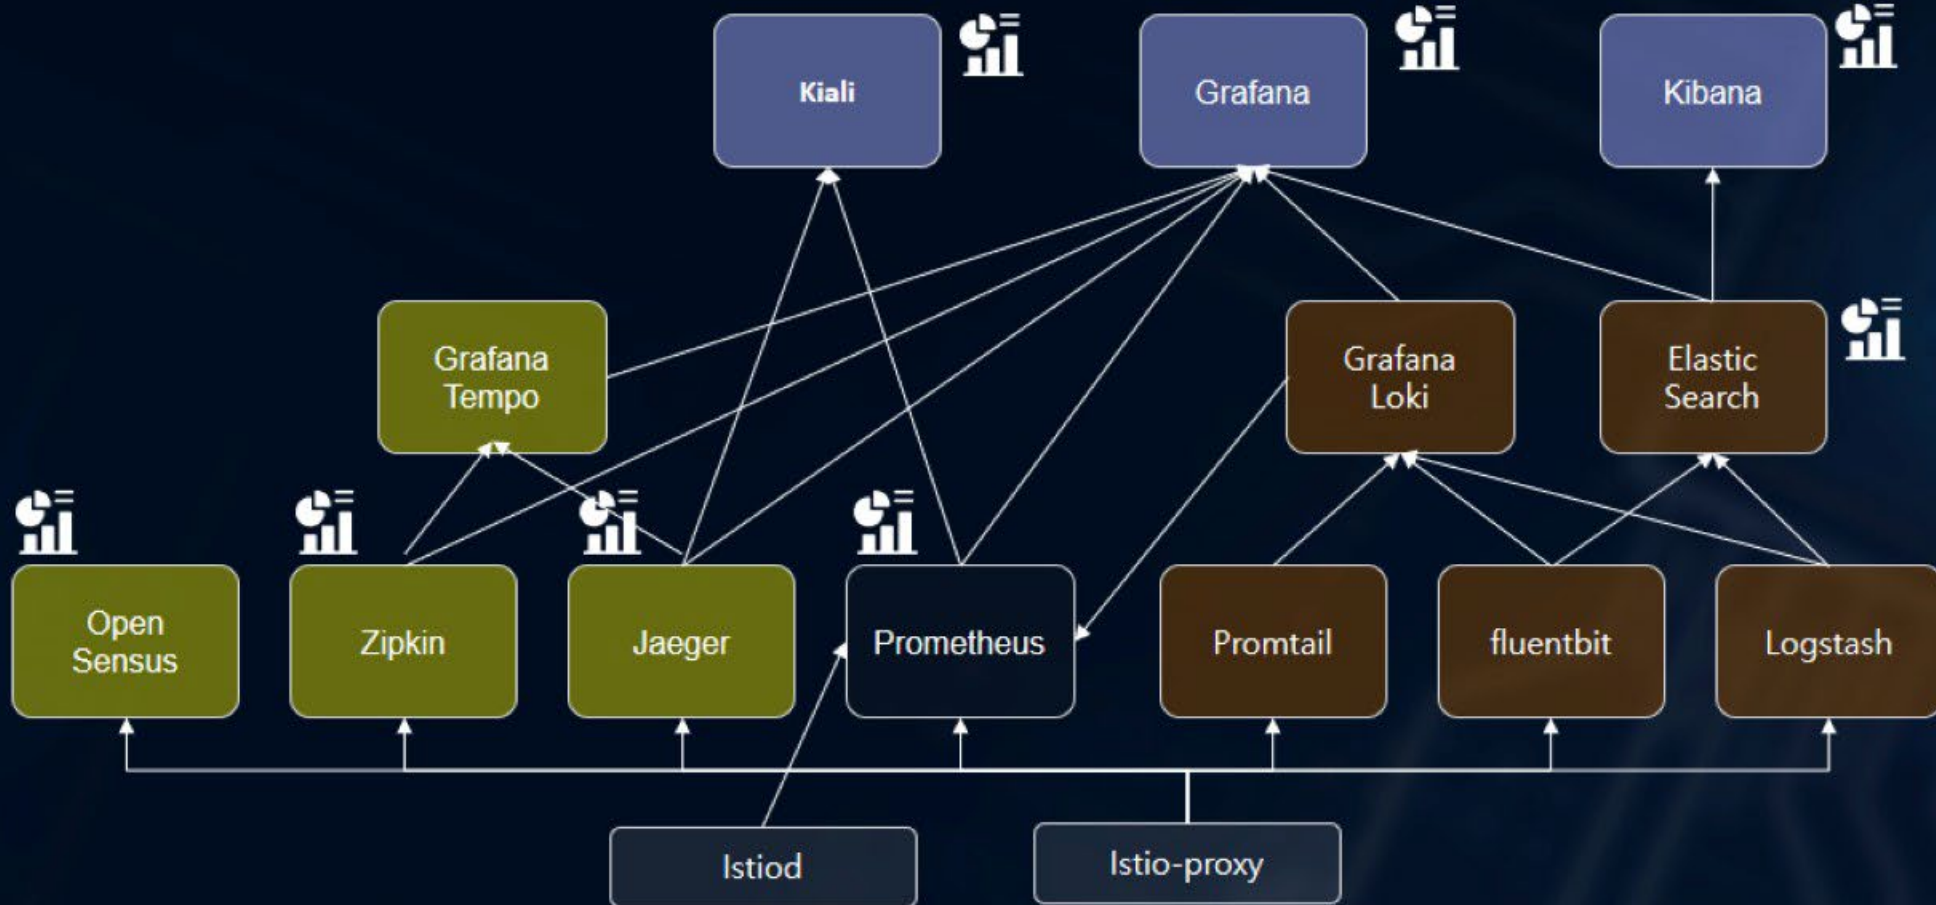 Kiali
Grafana
Kibana
Grafana
Tempo
Grafana
Loki
Elastic
Search
Open
Sensus
Zipkin
Jaeger
Prometheus
Promtail
fluentbit
Logstash
Istiod
Istio-proxy